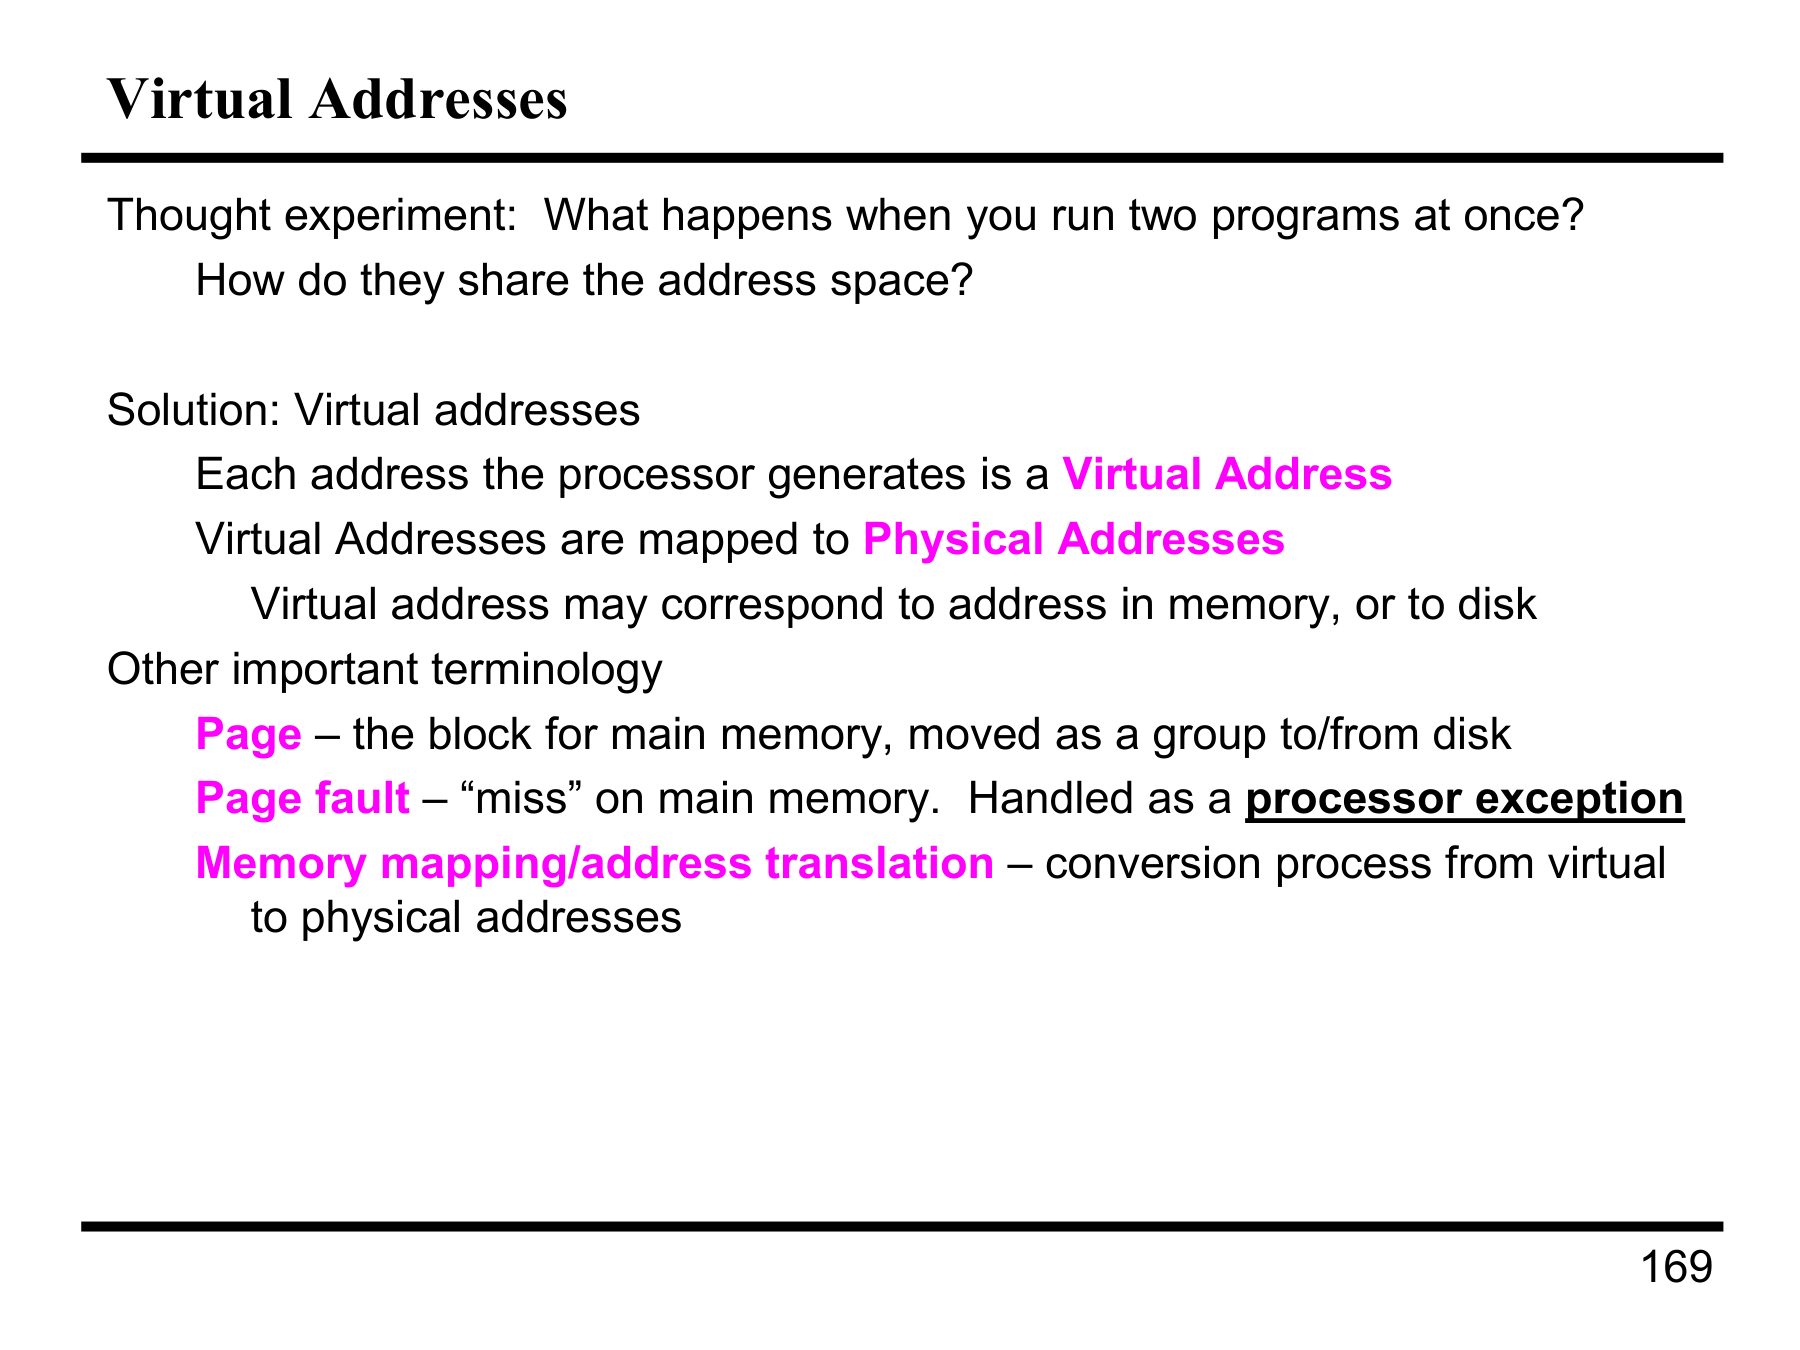 Virtual Addresses
Thought experiment:  What happens when you run two programs at once?
How do they share the address space?
Solution: Virtual addresses
Each address the processor generates is a Virtual Address
Virtual Addresses are mapped to Physical Addresses
Virtual address may correspond to address in memory, or to disk
Other important terminology
Page – the block for main memory, moved as a group to/from disk
Page fault – “miss” on main memory.  Handled as a processor exception
Memory mapping/address translation – conversion process from virtual
to physical addresses
169